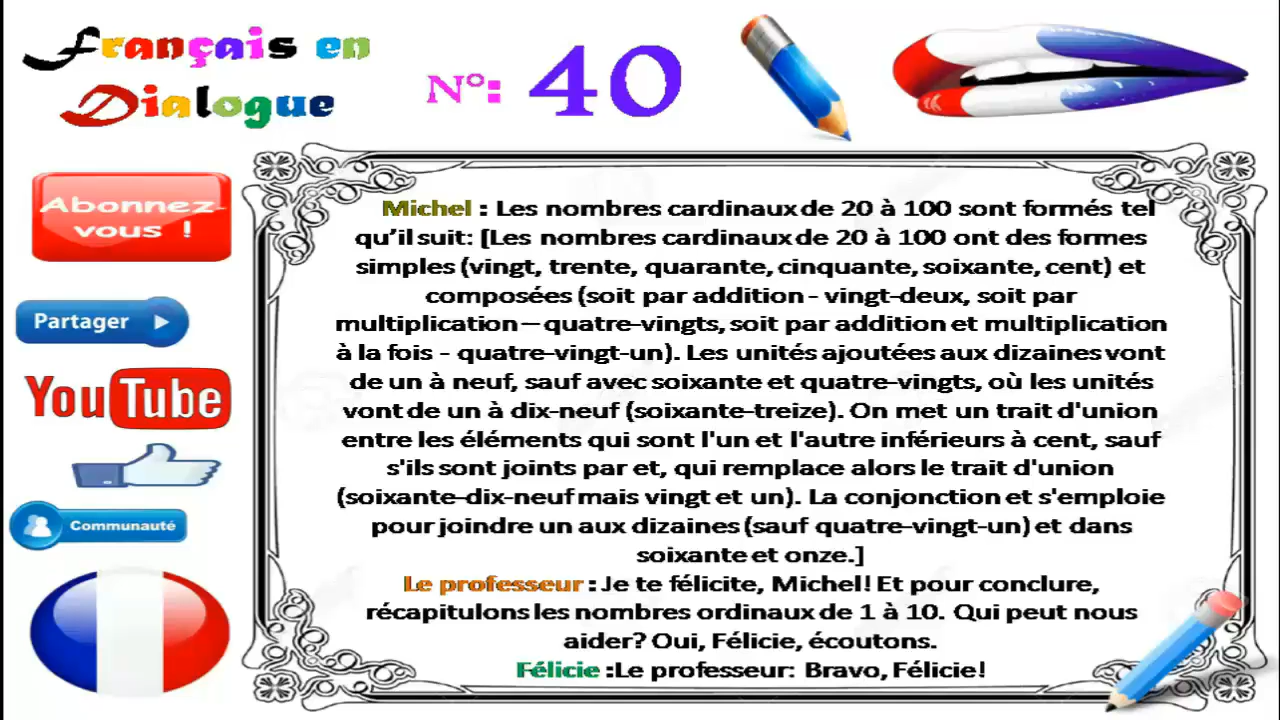 Français en
Dialogue
N°: 40
Abonnez-
vous !
Partager
YouTube
Communauté
Michel : Les nombres cardinaux de 20 à 100 sont formés tel
qu’il suit: [Les nombres cardinaux de 20 à 100 ont des formes
simples (vingt, trente, quarante, cinquante, soixante, cent) et
composées (soit par addition - vingt-deux, soit par
multiplication – quatre-vingts, soit par addition et multiplication
à la fois - quatre-vingt-un). Les unités ajoutées aux dizaines vont
de un à neuf, sauf avec soixante et quatre-vingts, où les unités
vont de un à dix-neuf (soixante-treize). On met un trait d'union
entre les éléments qui sont l'un et l'autre inférieurs à cent, sauf
s'ils sont joints par et, qui remplace alors le trait d'union
(soixante-dix-neuf mais vingt et un). La conjonction et s'emploie
pour joindre un aux dizaines (sauf quatre-vingt-un) et dans
soixante et onze.]
Le professeur : Je te félicite, Michel! Et pour conclure,
récapitulons les nombres ordinaux de 1 à 10. Qui peut nous
aider? Oui, Félicie, écoutons.
Félicie :Le professeur: Bravo, Félicie!